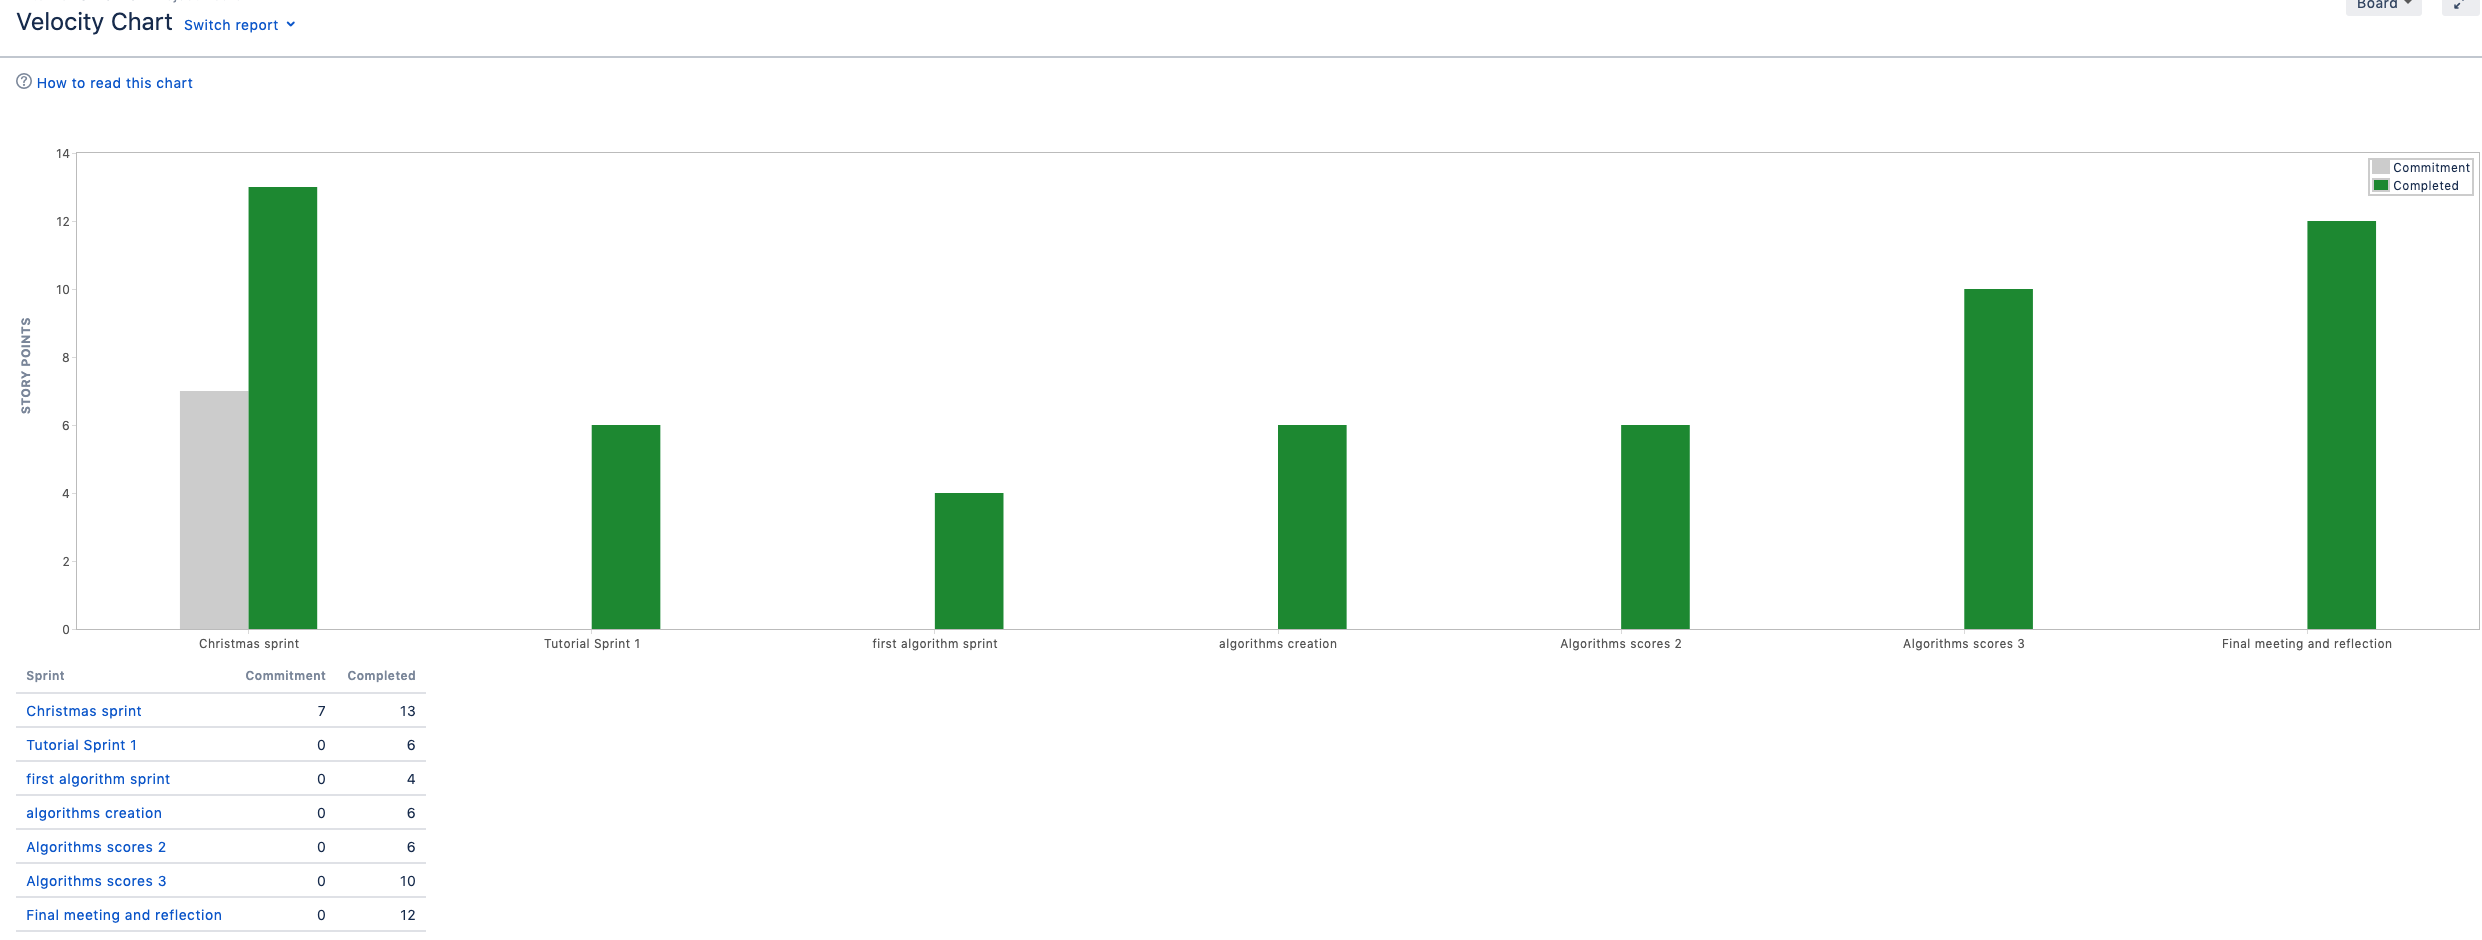 Board
Velocity Chart Switch report
How to read this chart
14
12
10
8
6
4
2
0
STORY POINTS
Commitment
Completed
Christmas sprint Tutorial Sprint 1 first algorithm sprint algorithms creation Algorithms scores 2 Algorithms scores 3 Final meeting and reflection
Sprint Commitment Completed
Christmas sprint 7 13
Tutorial Sprint 1 0 6
first algorithm sprint 0 4
algorithms creation 0 6
Algorithms scores 2 0 6
Algorithms scores 3 0 10
Final meeting and reflection 0 12